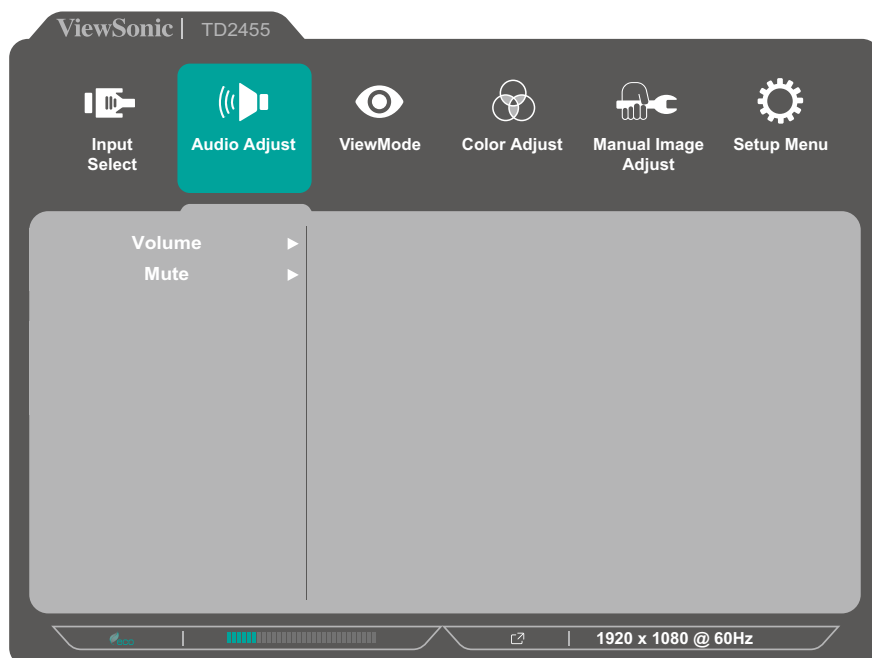 ViewSonic | TD2455
Input
Select
Audio Adjust
ViewMode
Color Adjust
Manual Image
Adjust
Setup Menu
Volume
Mute
eco
1920 x 1080 @ 60Hz